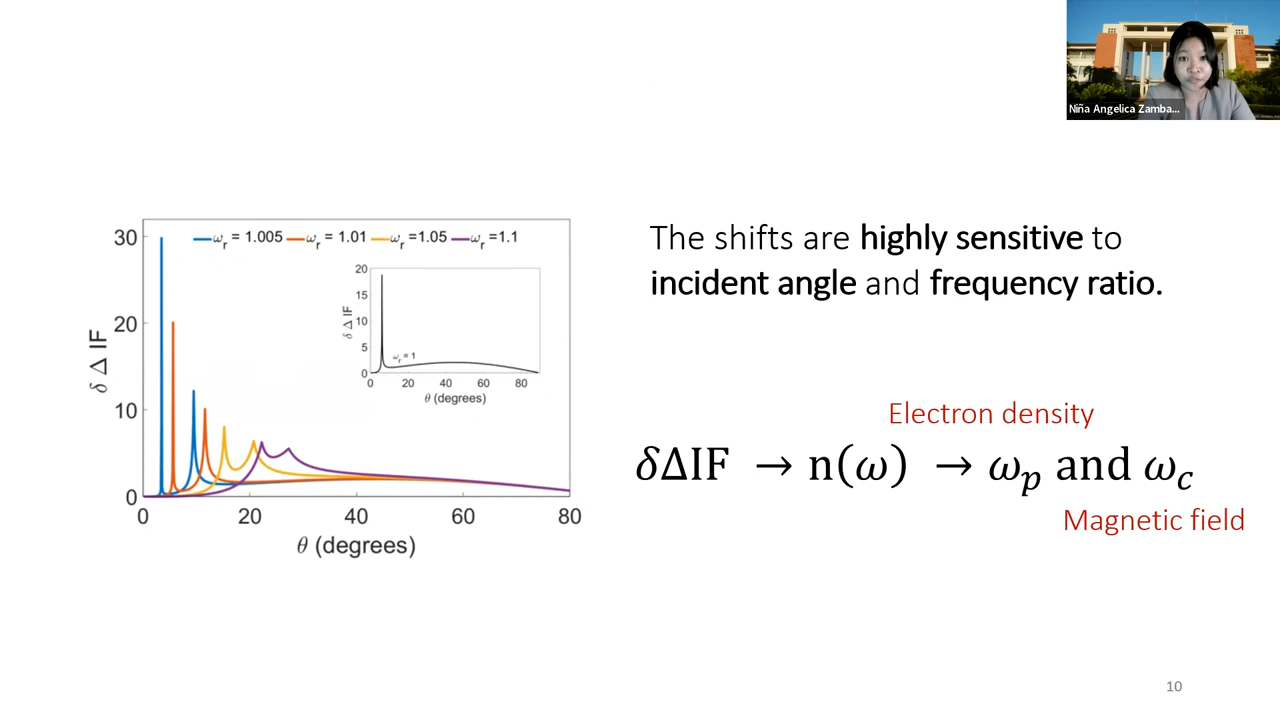 Niña Angelica Zamba...
The shifts are highly sensitive to
incident angle and frequency ratio.
Electron density
δΔIF → n(ω) → ωₚ and ω_c
Magnetic field
δ Δ IF
30
20
10
0
ω_r = 1.005 ω_r = 1.01 ω_r =1.05 ω_r =1.1
0 20 40 60 80
θ (degrees)
δ Δ IF
20
15
10
5
0
ω_r = 1
0 20 40 60 80
θ (degrees)
10